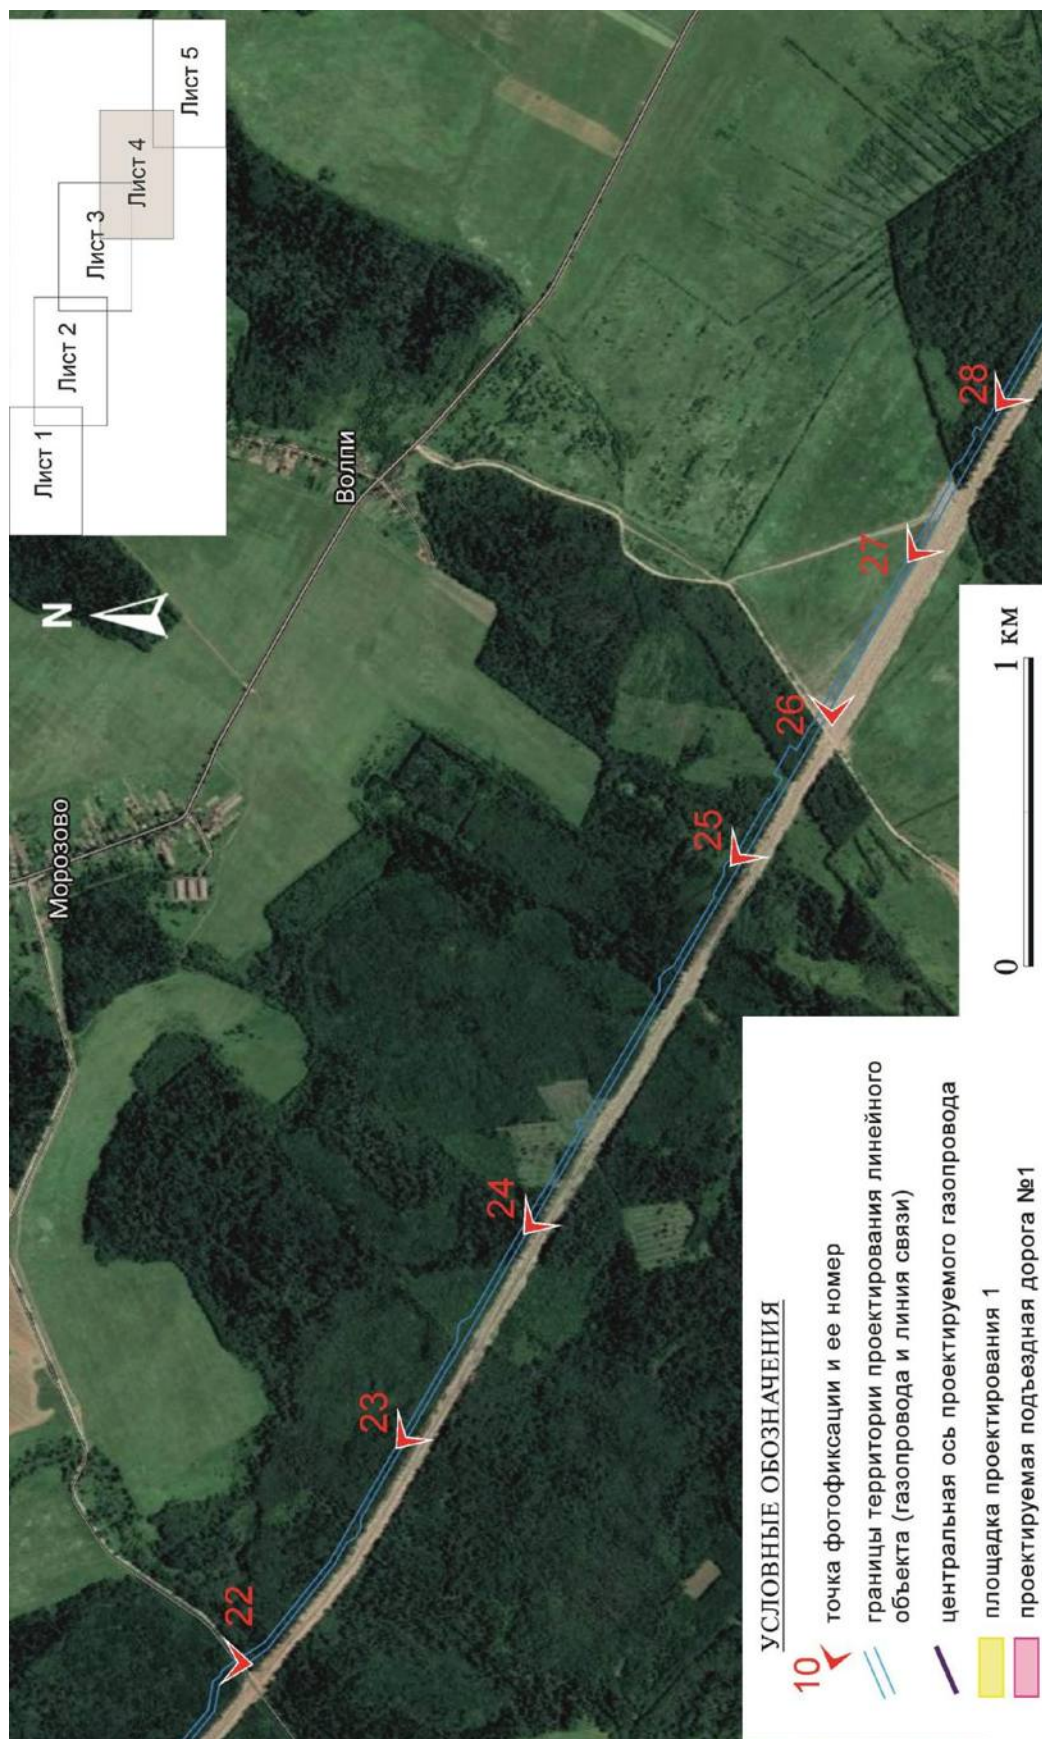 Лист 1
Лист 2
Лист 3
Лист 4
Лист 5
N
Морозово
Волпи
22
23
24
25
26
27
28
0
1 км
УСЛОВНЫЕ ОБОЗНАЧЕНИЯ
10
точка фотофиксации и ее номер
границы территории проектирования линейного
объекта (газопровода и линия связи)
центральная ось проектируемого газопровода
площадка проектирования 1
проектируемая подъездная дорога №1